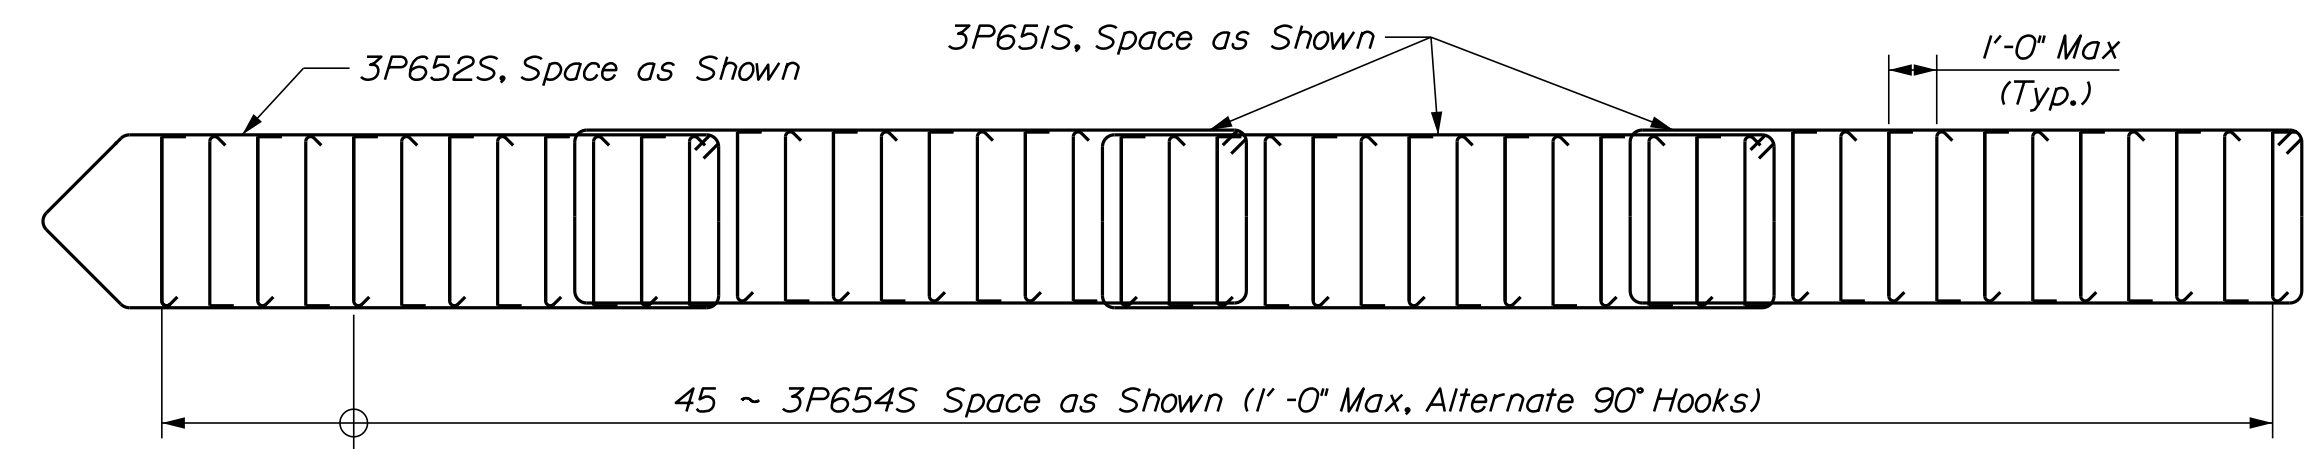 3P651S, Space as Shown
1'-0" Max
3P652S, Space as Shown
(Typ.)
45 ~ 3P654S Space as Shown (1'-0" Max, Alternate 90° Hooks)